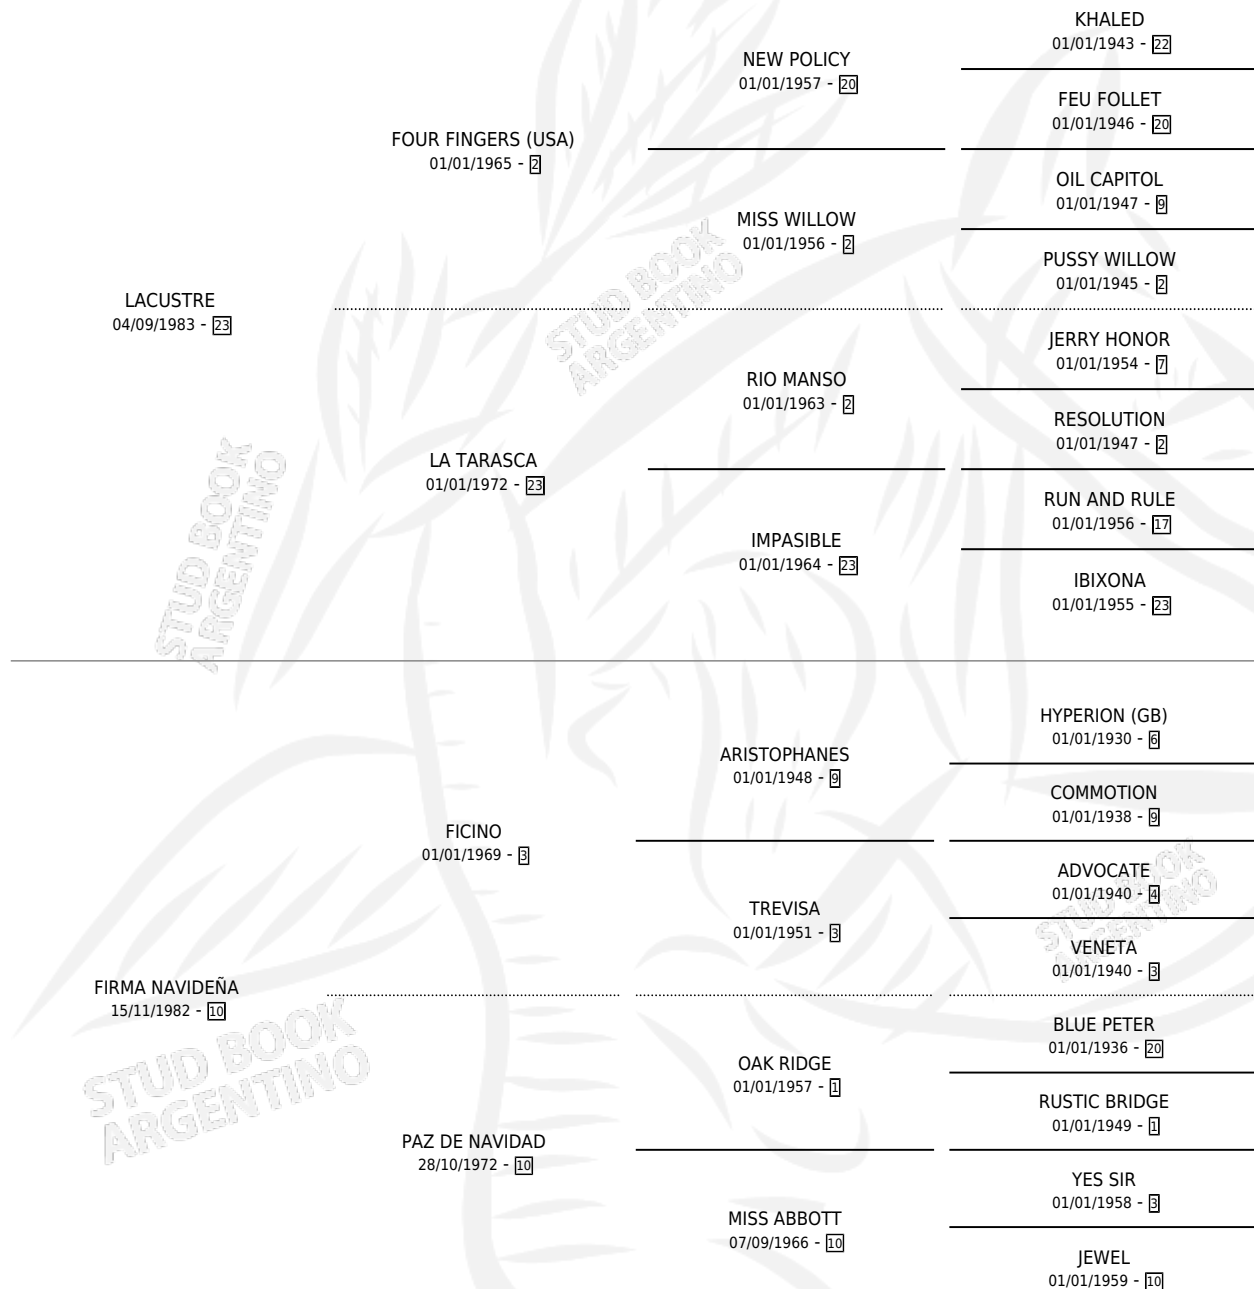 KHALED
01/01/1943 - 22
NEW POLICY
01/01/1957 - 20
FEU FOLLET
01/01/1946 - 20
FOUR FINGERS (USA)
01/01/1965 - 2
OIL CAPITOL
01/01/1947 - 9
MISS WILLOW
01/01/1956 - 2
PUSSY WILLOW
01/01/1945 - 2
LACUSTRE
04/09/1983 - 23
JERRY HONOR
01/01/1954 - 7
RIO MANSO
01/01/1963 - 2
RESOLUTION
01/01/1947 - 2
LA TARASCA
01/01/1972 - 23
RUN AND RULE
01/01/1956 - 17
IMPASIBLE
01/01/1964 - 23
IBIXONA
01/01/1955 - 23
HYPERION (GB)
01/01/1930 - 6
ARISTOPHANES
01/01/1948 - 9
COMMOTION
01/01/1938 - 9
FICINO
01/01/1969 - 3
ADVOCATE
01/01/1940 - 4
TREVISA
01/01/1951 - 3
VENETA
01/01/1940 - 3
FIRMA NAVIDEÑA
15/11/1982 - 10
BLUE PETER
01/01/1936 - 20
OAK RIDGE
01/01/1957 - 1
RUSTIC BRIDGE
01/01/1949 - 1
PAZ DE NAVIDAD
28/10/1972 - 10
YES SIR
01/01/1958 - 3
MISS ABBOTT
07/09/1966 - 10
JEWEL
01/01/1959 - 10
STUD BOOK
ARGENTINO
STUD BOOK
ARGENTINO
STUD BOOK
ARGENTINO
STUD BOOK
ARGENTINO